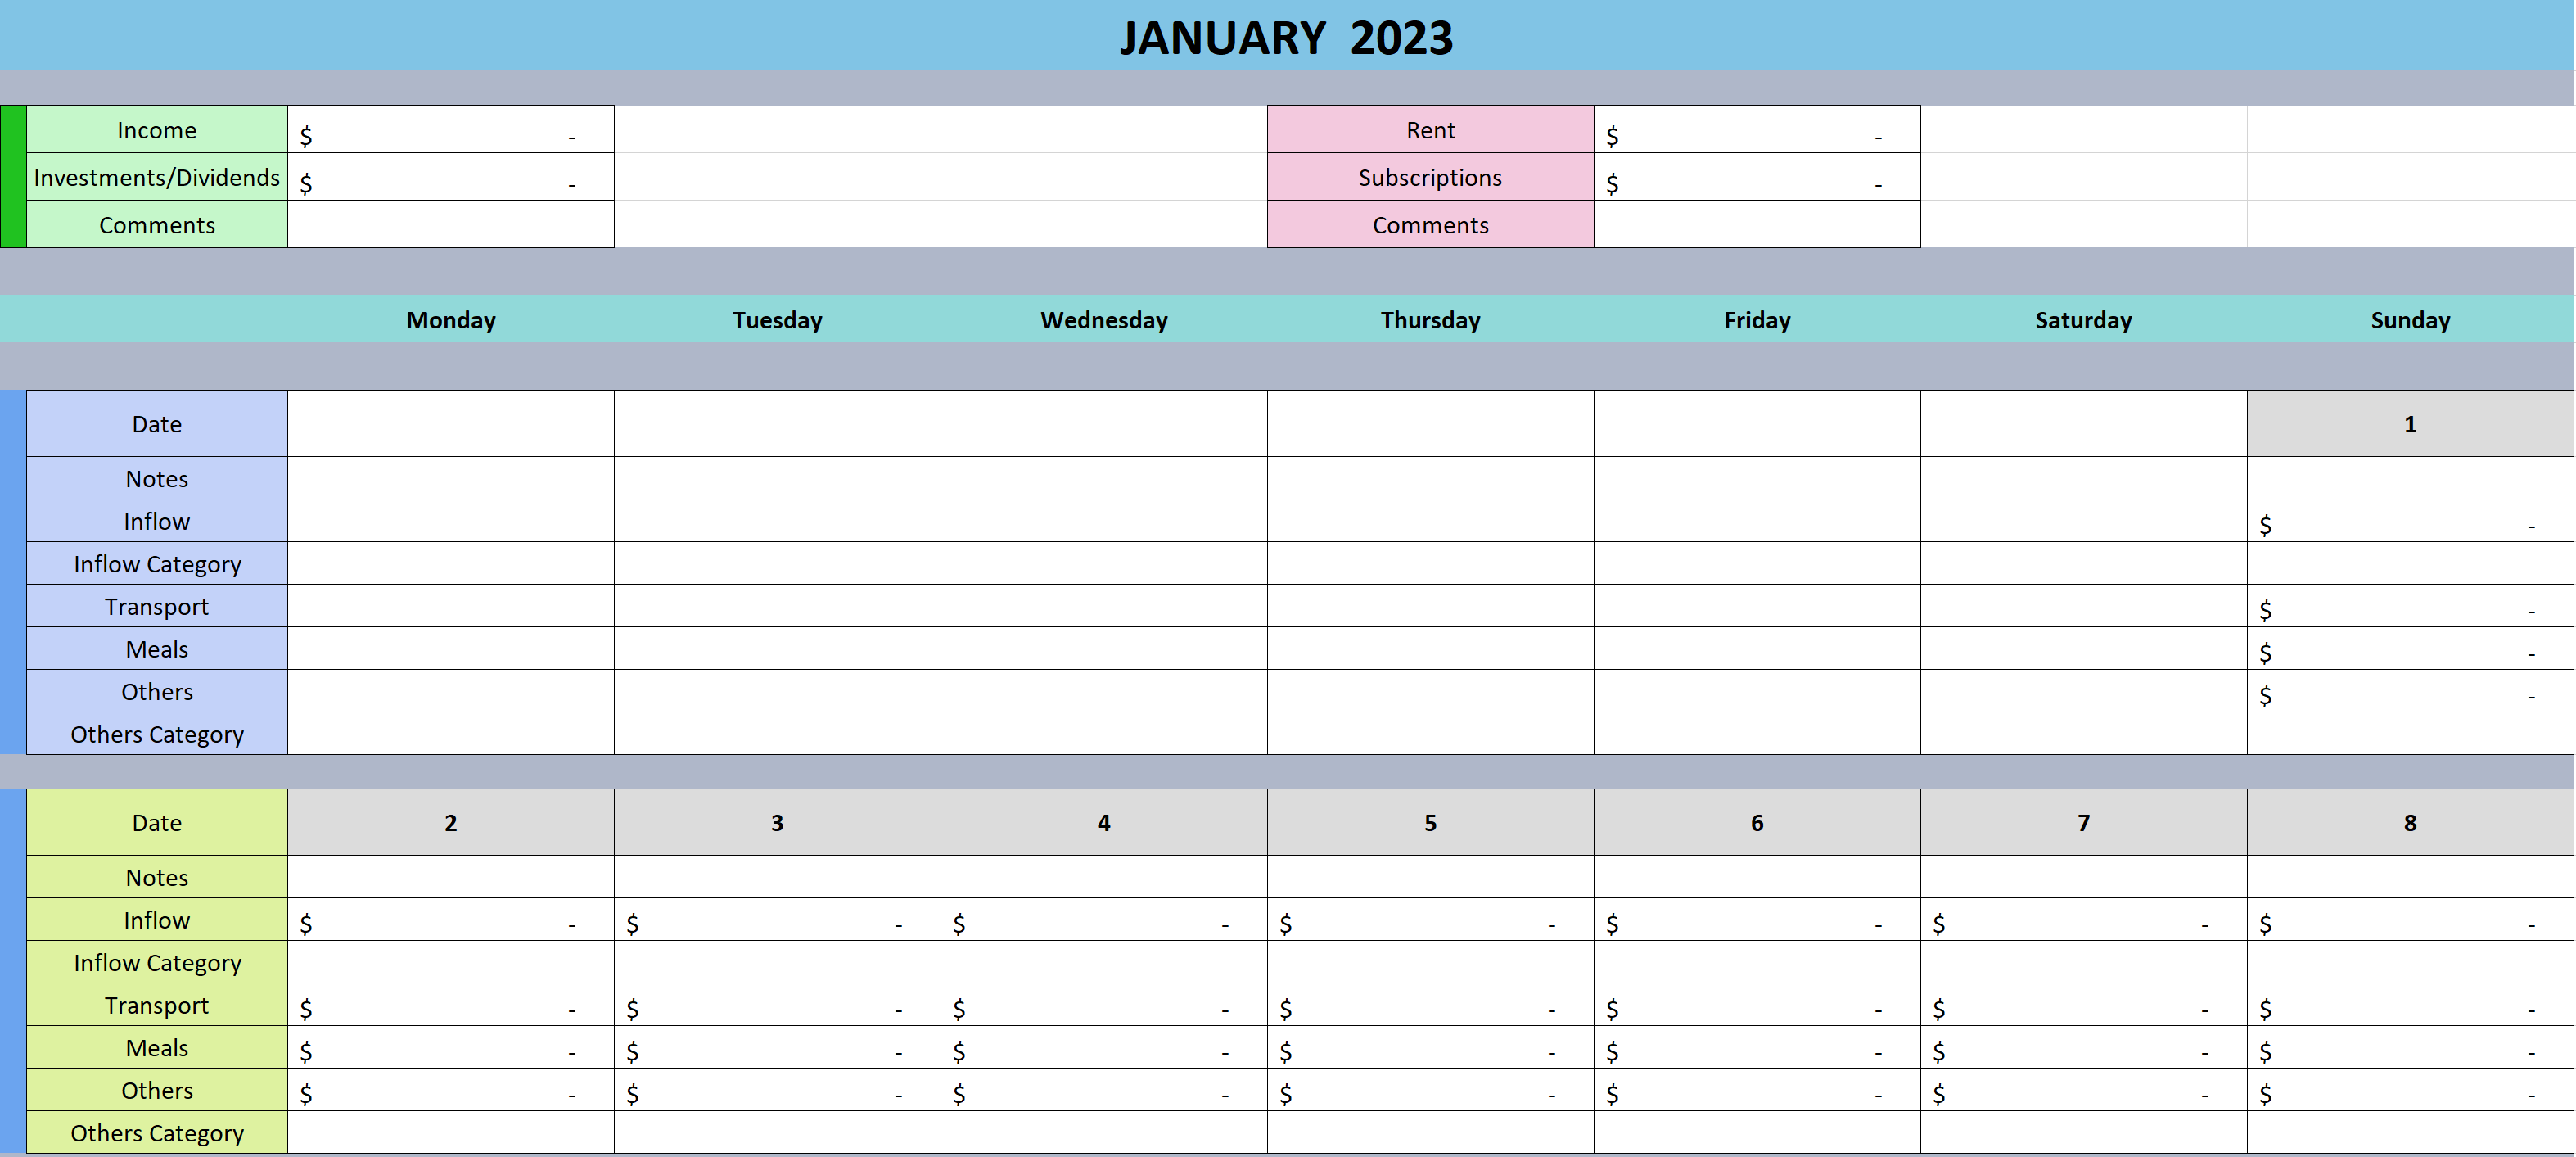 JANUARY 2023
Income $ - Rent $ -
Investments/Dividends $ - Subscriptions $ -
Comments Comments
Monday Tuesday Wednesday Thursday Friday Saturday Sunday
Date 1
Notes
Inflow $ -
Inflow Category
Transport $ -
Meals $ -
Others $ -
Others Category
Date 2 3 4 5 6 7 8
Notes
Inflow $ - $ - $ - $ - $ - $ - $ -
Inflow Category
Transport $ - $ - $ - $ - $ - $ - $ -
Meals $ - $ - $ - $ - $ - $ - $ -
Others $ - $ - $ - $ - $ - $ - $ -
Others Category